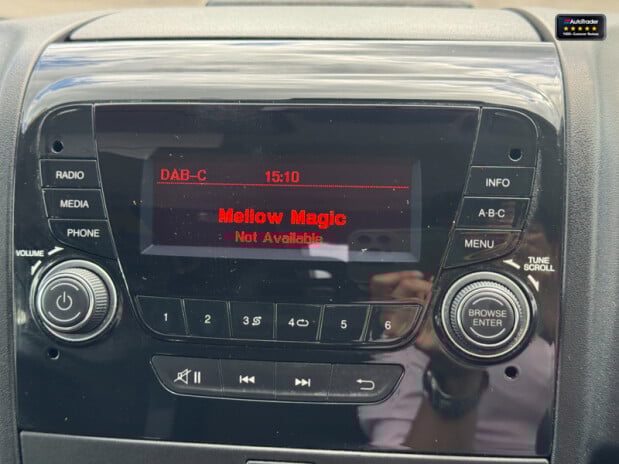 AutoTrader
DAB-C 15:10
Mellow Magic
Not Available
RADIO
MEDIA
PHONE
VOLUME
INFO
A·B·C
MENU
TUNE
SCROLL
BROWSE
ENTER
1 2 3 4 5 6